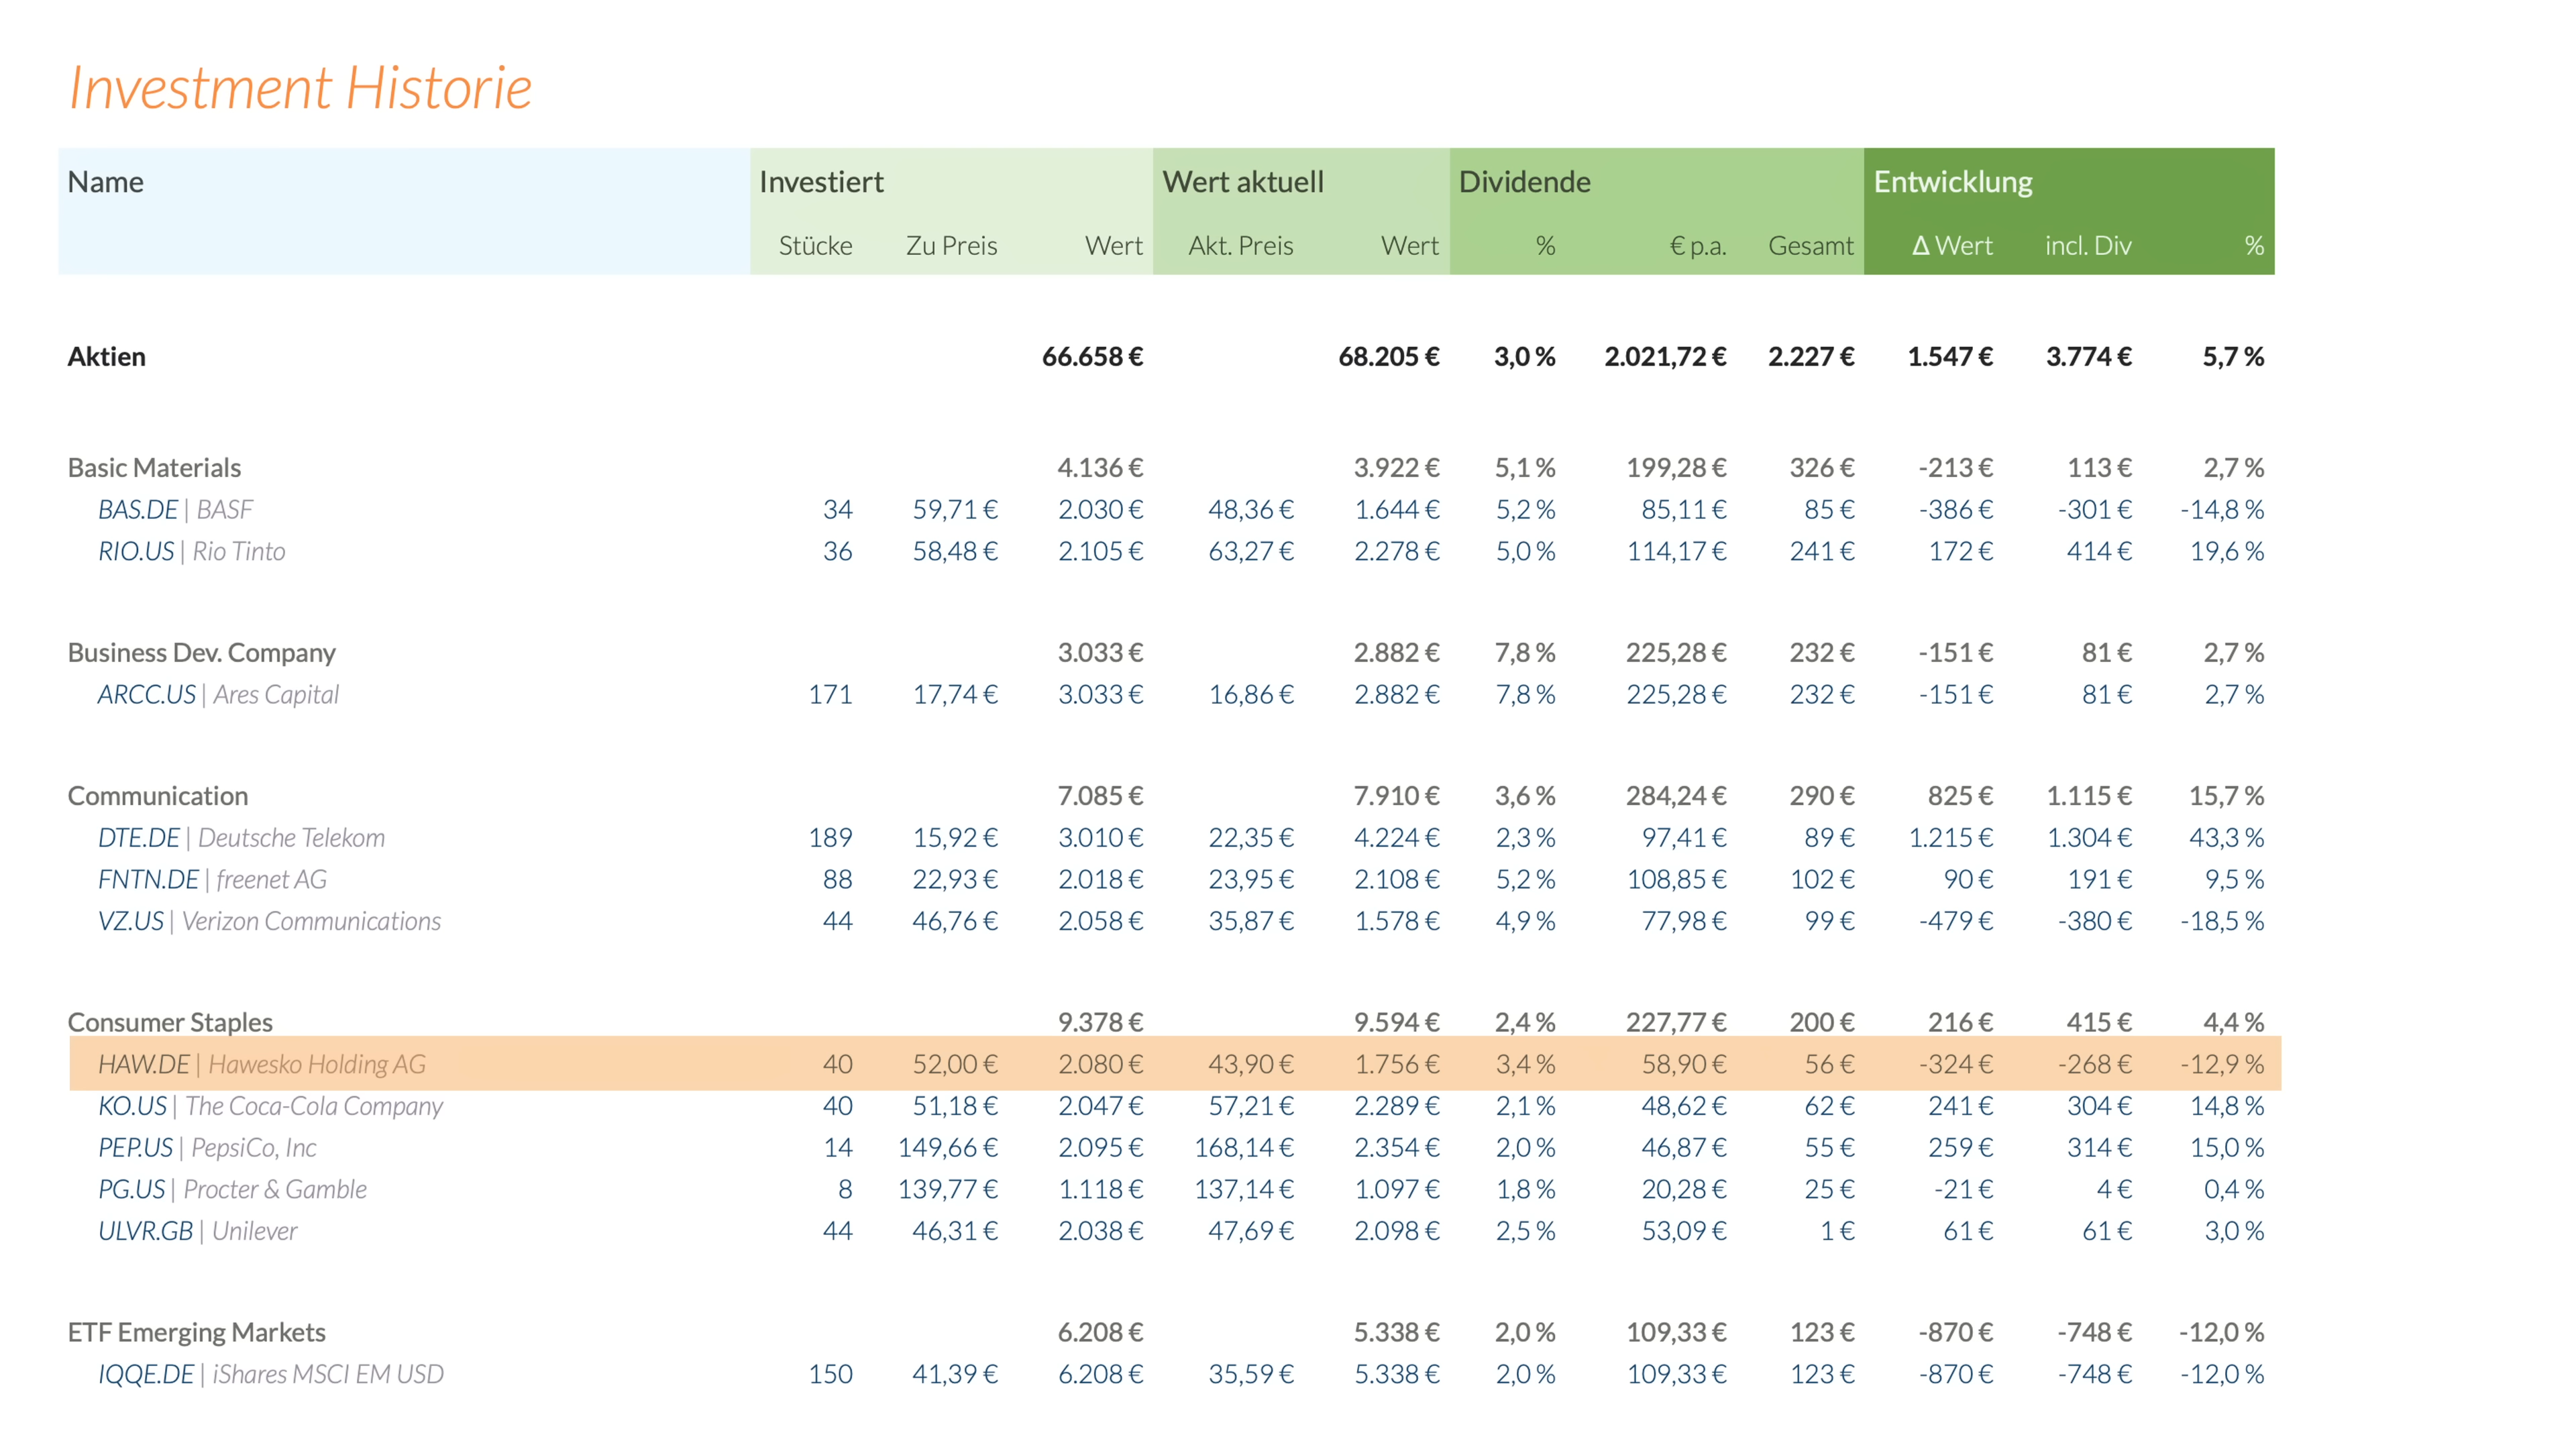 Investment Historie
Name Investiert Wert aktuell Dividende Entwicklung
Stücke Zu Preis Wert Akt. Preis Wert % € p.a. Gesamt Δ Wert incl. Div %
Aktien 66.658 € 68.205 € 3,0 % 2.021,72 € 2.227 € 1.547 € 3.774 € 5,7 %
Basic Materials 4.136 € 3.922 € 5,1 % 199,28 € 326 € -213 € 113 € 2,7 %
BAS.DE | BASF 34 59,71 € 2.030 € 48,36 € 1.644 € 5,2 % 85,11 € 85 € -386 € -301 € -14,8 %
RIO.US | Rio Tinto 36 58,48 € 2.105 € 63,27 € 2.278 € 5,0 % 114,17 € 241 € 172 € 414 € 19,6 %
Business Dev. Company 3.033 € 2.882 € 7,8 % 225,28 € 232 € -151 € 81 € 2,7 %
ARCC.US | Ares Capital 171 17,74 € 3.033 € 16,86 € 2.882 € 7,8 % 225,28 € 232 € -151 € 81 € 2,7 %
Communication 7.085 € 7.910 € 3,6 % 284,24 € 290 € 825 € 1.115 € 15,7 %
DTE.DE | Deutsche Telekom 189 15,92 € 3.010 € 22,35 € 4.224 € 2,3 % 97,41 € 89 € 1.215 € 1.304 € 43,3 %
FNTN.DE | freenet AG 88 22,93 € 2.018 € 23,95 € 2.108 € 5,2 % 108,85 € 102 € 90 € 191 € 9,5 %
VZ.US | Verizon Communications 44 46,76 € 2.058 € 35,87 € 1.578 € 4,9 % 77,98 € 99 € -479 € -380 € -18,5 %
Consumer Staples 9.378 € 9.594 € 2,4 % 227,77 € 200 € 216 € 415 € 4,4 %
HAW.DE | Hawesko Holding AG 40 52,00 € 2.080 € 43,90 € 1.756 € 3,4 % 58,90 € 56 € -324 € -268 € -12,9 %
KO.US | The Coca-Cola Company 40 51,18 € 2.047 € 57,21 € 2.289 € 2,1 % 48,62 € 62 € 241 € 304 € 14,8 %
PEP.US | PepsiCo, Inc 14 149,66 € 2.095 € 168,14 € 2.354 € 2,0 % 46,87 € 55 € 259 € 314 € 15,0 %
PG.US | Procter & Gamble 8 139,77 € 1.118 € 137,14 € 1.097 € 1,8 % 20,28 € 25 € -21 € 4 € 0,4 %
ULVR.GB | Unilever 44 46,31 € 2.038 € 47,69 € 2.098 € 2,5 % 53,09 € 1 € 61 € 61 € 3,0 %
ETF Emerging Markets 6.208 € 5.338 € 2,0 % 109,33 € 123 € -870 € -748 € -12,0 %
IQQE.DE | iShares MSCI EM USD 150 41,39 € 6.208 € 35,59 € 5.338 € 2,0 % 109,33 € 123 € -870 € -748 € -12,0 %